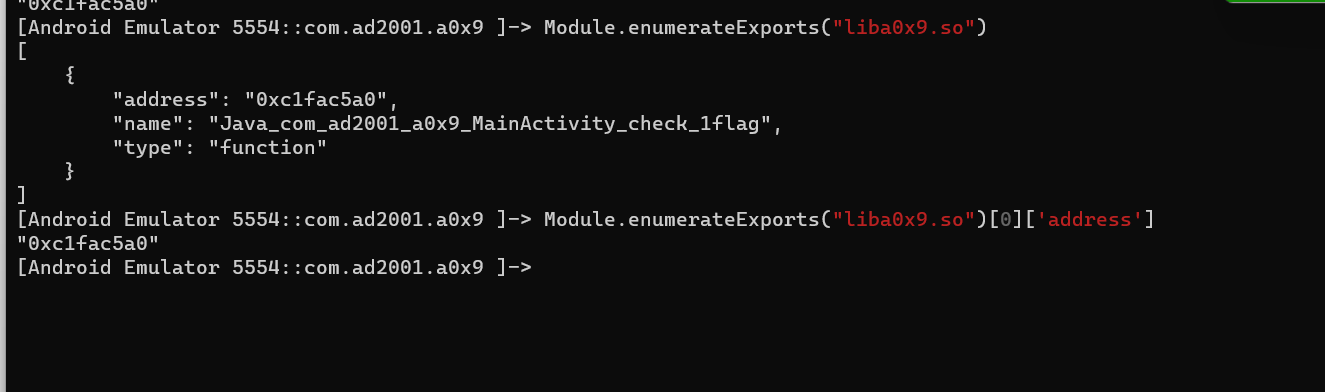 "0xc1fac5a0"
[Android Emulator 5554::com.ad2001.a0x9 ]-> Module.enumerateExports("liba0x9.so")
[
    {
        "address": "0xc1fac5a0",
        "name": "Java_com_ad2001_a0x9_MainActivity_check_1flag",
        "type": "function"
    }
]
[Android Emulator 5554::com.ad2001.a0x9 ]-> Module.enumerateExports("liba0x9.so")[0]['address']
"0xc1fac5a0"
[Android Emulator 5554::com.ad2001.a0x9 ]->